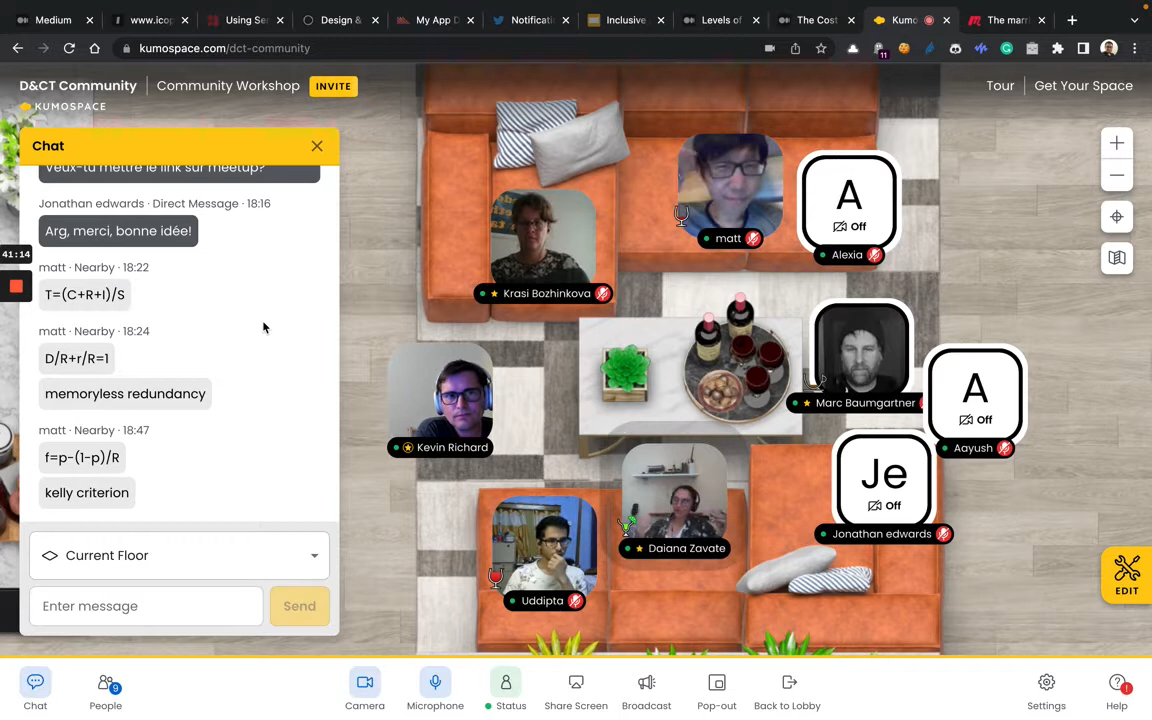 Medium
www.icop
Using Se
Design &
My App D
Notificati
Inclusive
Levels of
The Cost
Kumo
The marr
kumospace.com/dct-community
11
D&CT Community
Community Workshop
INVITE
KUMOSPACE
Tour
Get Your Space
Chat
Veux-tu mettre le link sur meetup?
Jonathan edwards · Direct Message · 18:16
Arg, merci, bonne idée!
41:14
matt · Nearby · 18:22
T=(C+R+I)/S
matt · Nearby · 18:24
D/R+r/R=1
memoryless redundancy
matt · Nearby · 18:47
f=p-(1-p)/R
kelly criterion
Current Floor
Enter message
Send
matt
A
Off
Alexia
Krasi Bozhinkova
Marc Baumgartner
A
Off
Aayush
Kevin Richard
Je
Off
Jonathan edwards
Daiana Zavate
Uddipta
EDIT
Chat
9
People
Camera
Microphone
Status
Share Screen
Broadcast
Pop-out
Back to Lobby
Settings
Help